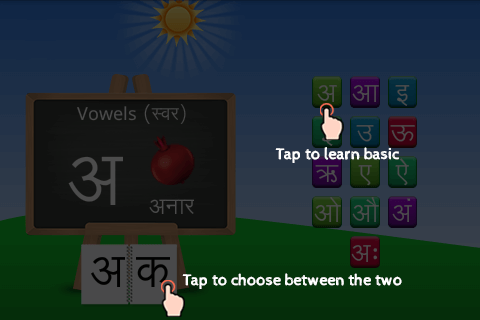 Vowels (स्वर)
अ
अनार
अ क
अ आ इ
ई उ ऊ
ऋ ए ऐ
ओ औ अं
अः
Tap to learn basic
Tap to choose between the two